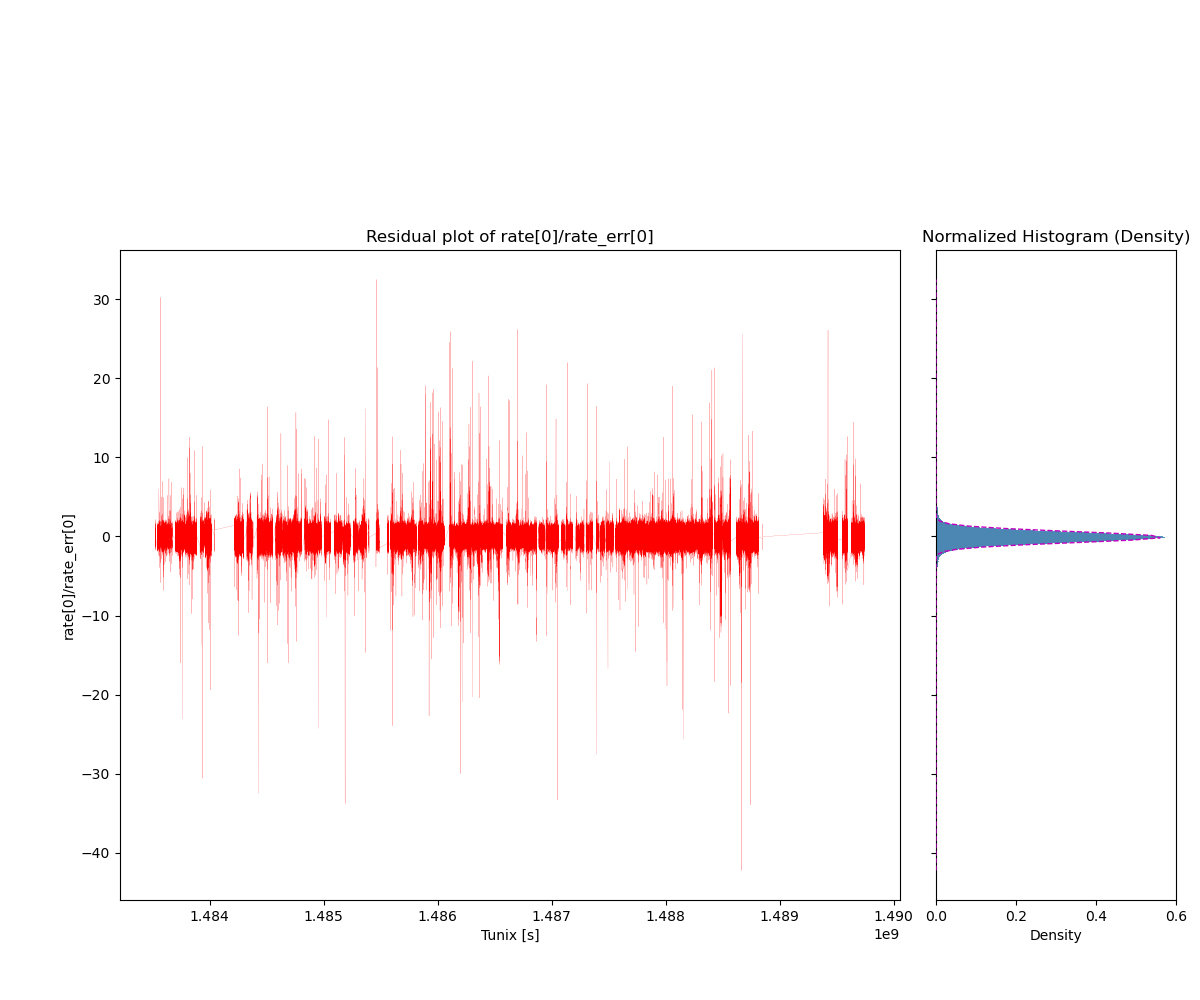 Residual plot of rate[0]/rate_err[0]
Normalized Histogram (Density)
30
20
10
0
−10
−20
−30
−40
rate[0]/rate_err[0]
1.484 1.485 1.486 1.487 1.488 1.489 1.490
1e9
Tunix [s]
0.0 0.2 0.4 0.6
Density